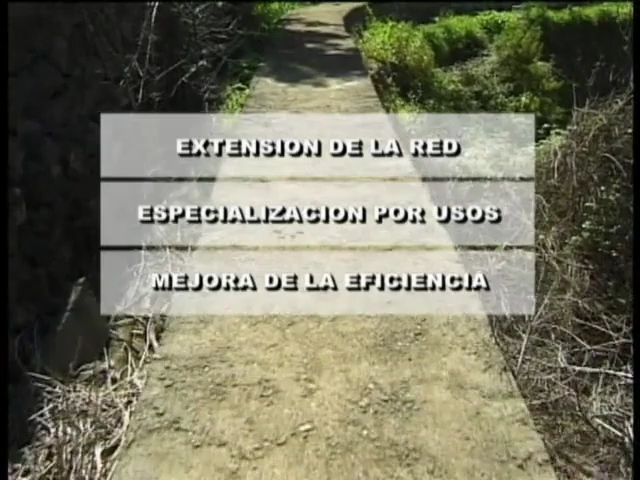 EXTENSION DE LA RED
ESPECIALIZACION POR USOS
MEJORA DE LA EFICIENCIA